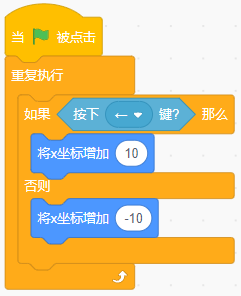 当 被点击
重复执行
如果 按下 ← 键? 那么
将x坐标增加 10
否则
将x坐标增加 -10